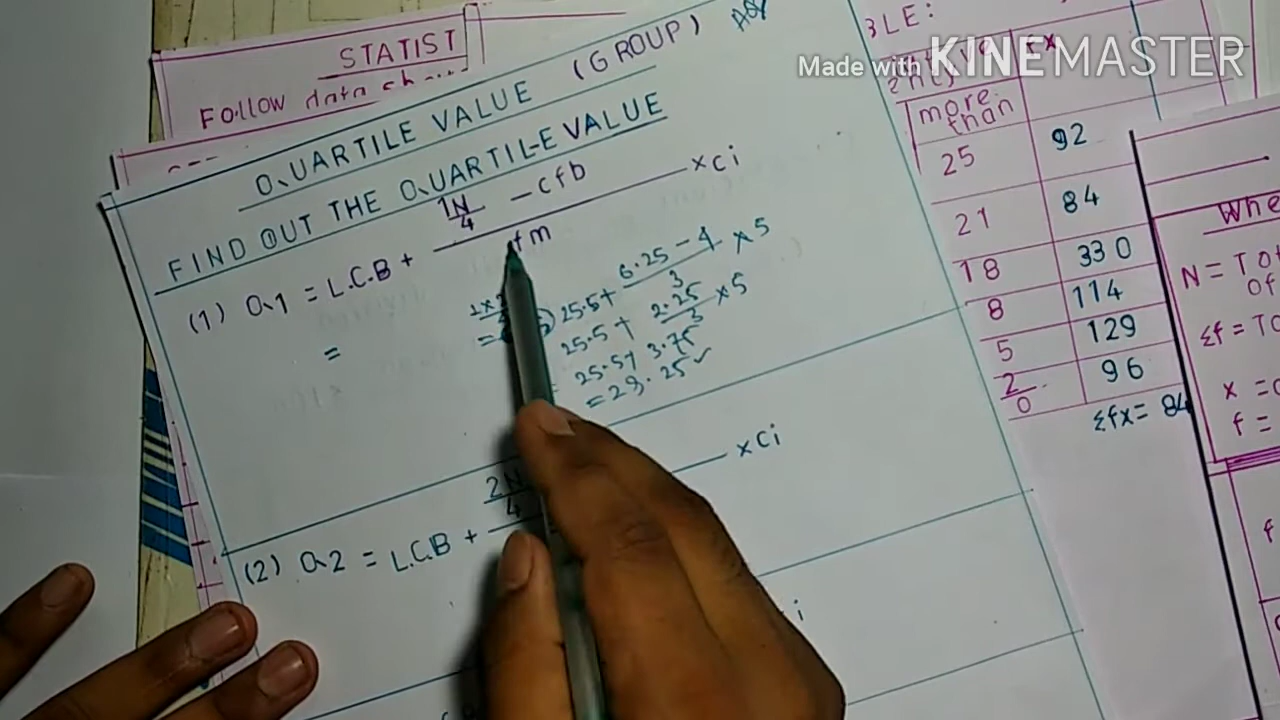 Made with KINEMASTER
STATIST
Follow data
QUARTILE VALUE (GROUP)
FIND OUT THE QUARTILE VALUE
(1) Q1 = L.C.B + 1N/4 - cfb / fm × ci
=
25.5 + 6.25 - 4 / 3 × 5
25.5 + 2.25 / 3 × 5
25.5 + 3.75
= 29.25 ✓
(2) Q2 = L.C.B + 2N/4 × ci
i
BLE:
fx
more than
25 92
21 84
18 330
8 114
5 129
2/0 96
Σfx = 84
Whe
N = TOT
OF
Σf = TO
x =
f =
f